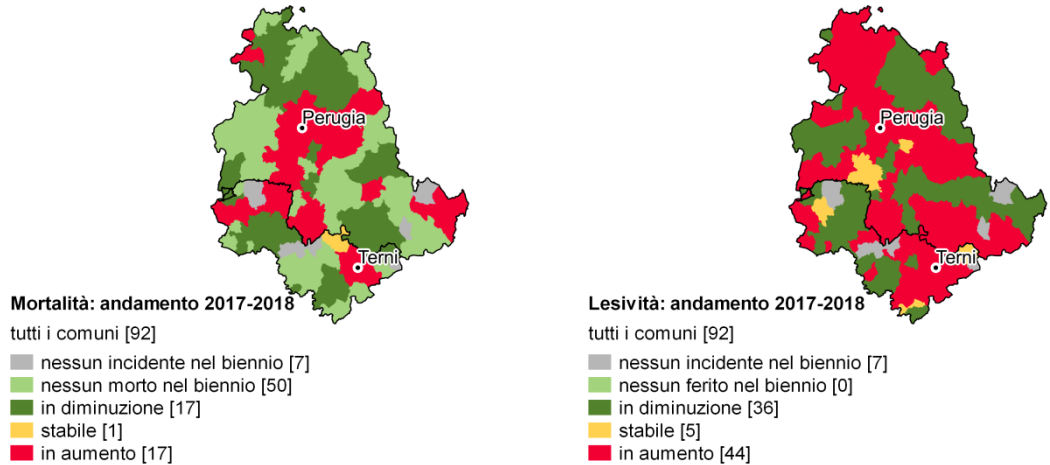 Perugia
Terni
Mortalità: andamento 2017-2018
tutti i comuni [92]
nessun incidente nel biennio [7]
nessun morto nel biennio [50]
in diminuzione [17]
stabile [1]
in aumento [17]
Perugia
Terni
Lesività: andamento 2017-2018
tutti i comuni [92]
nessun incidente nel biennio [7]
nessun ferito nel biennio [0]
in diminuzione [36]
stabile [5]
in aumento [44]